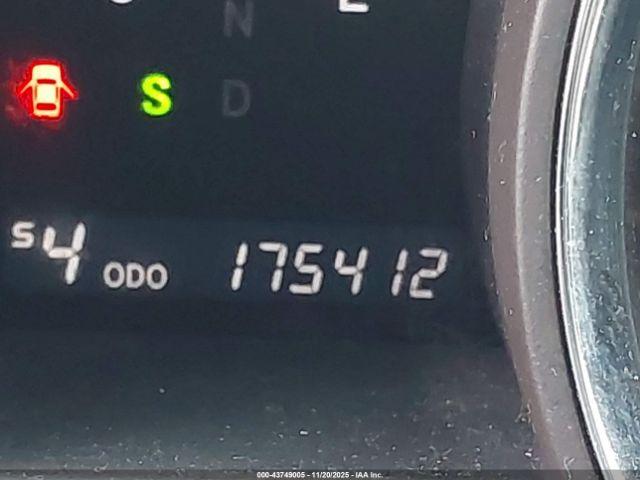 N
S D
S4 ODO 175412
000-43749005 - 11/20/2025 - IAA Inc.